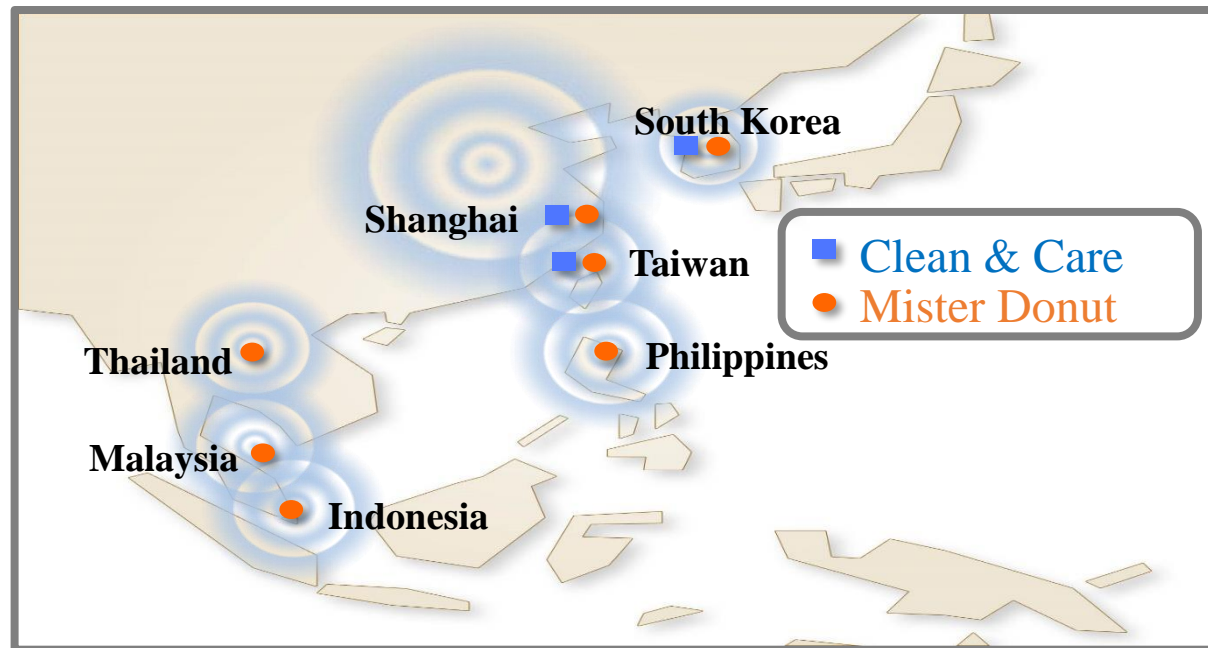 South Korea
Shanghai
Taiwan
Clean & Care
Mister Donut
Thailand
Philippines
Malaysia
Indonesia